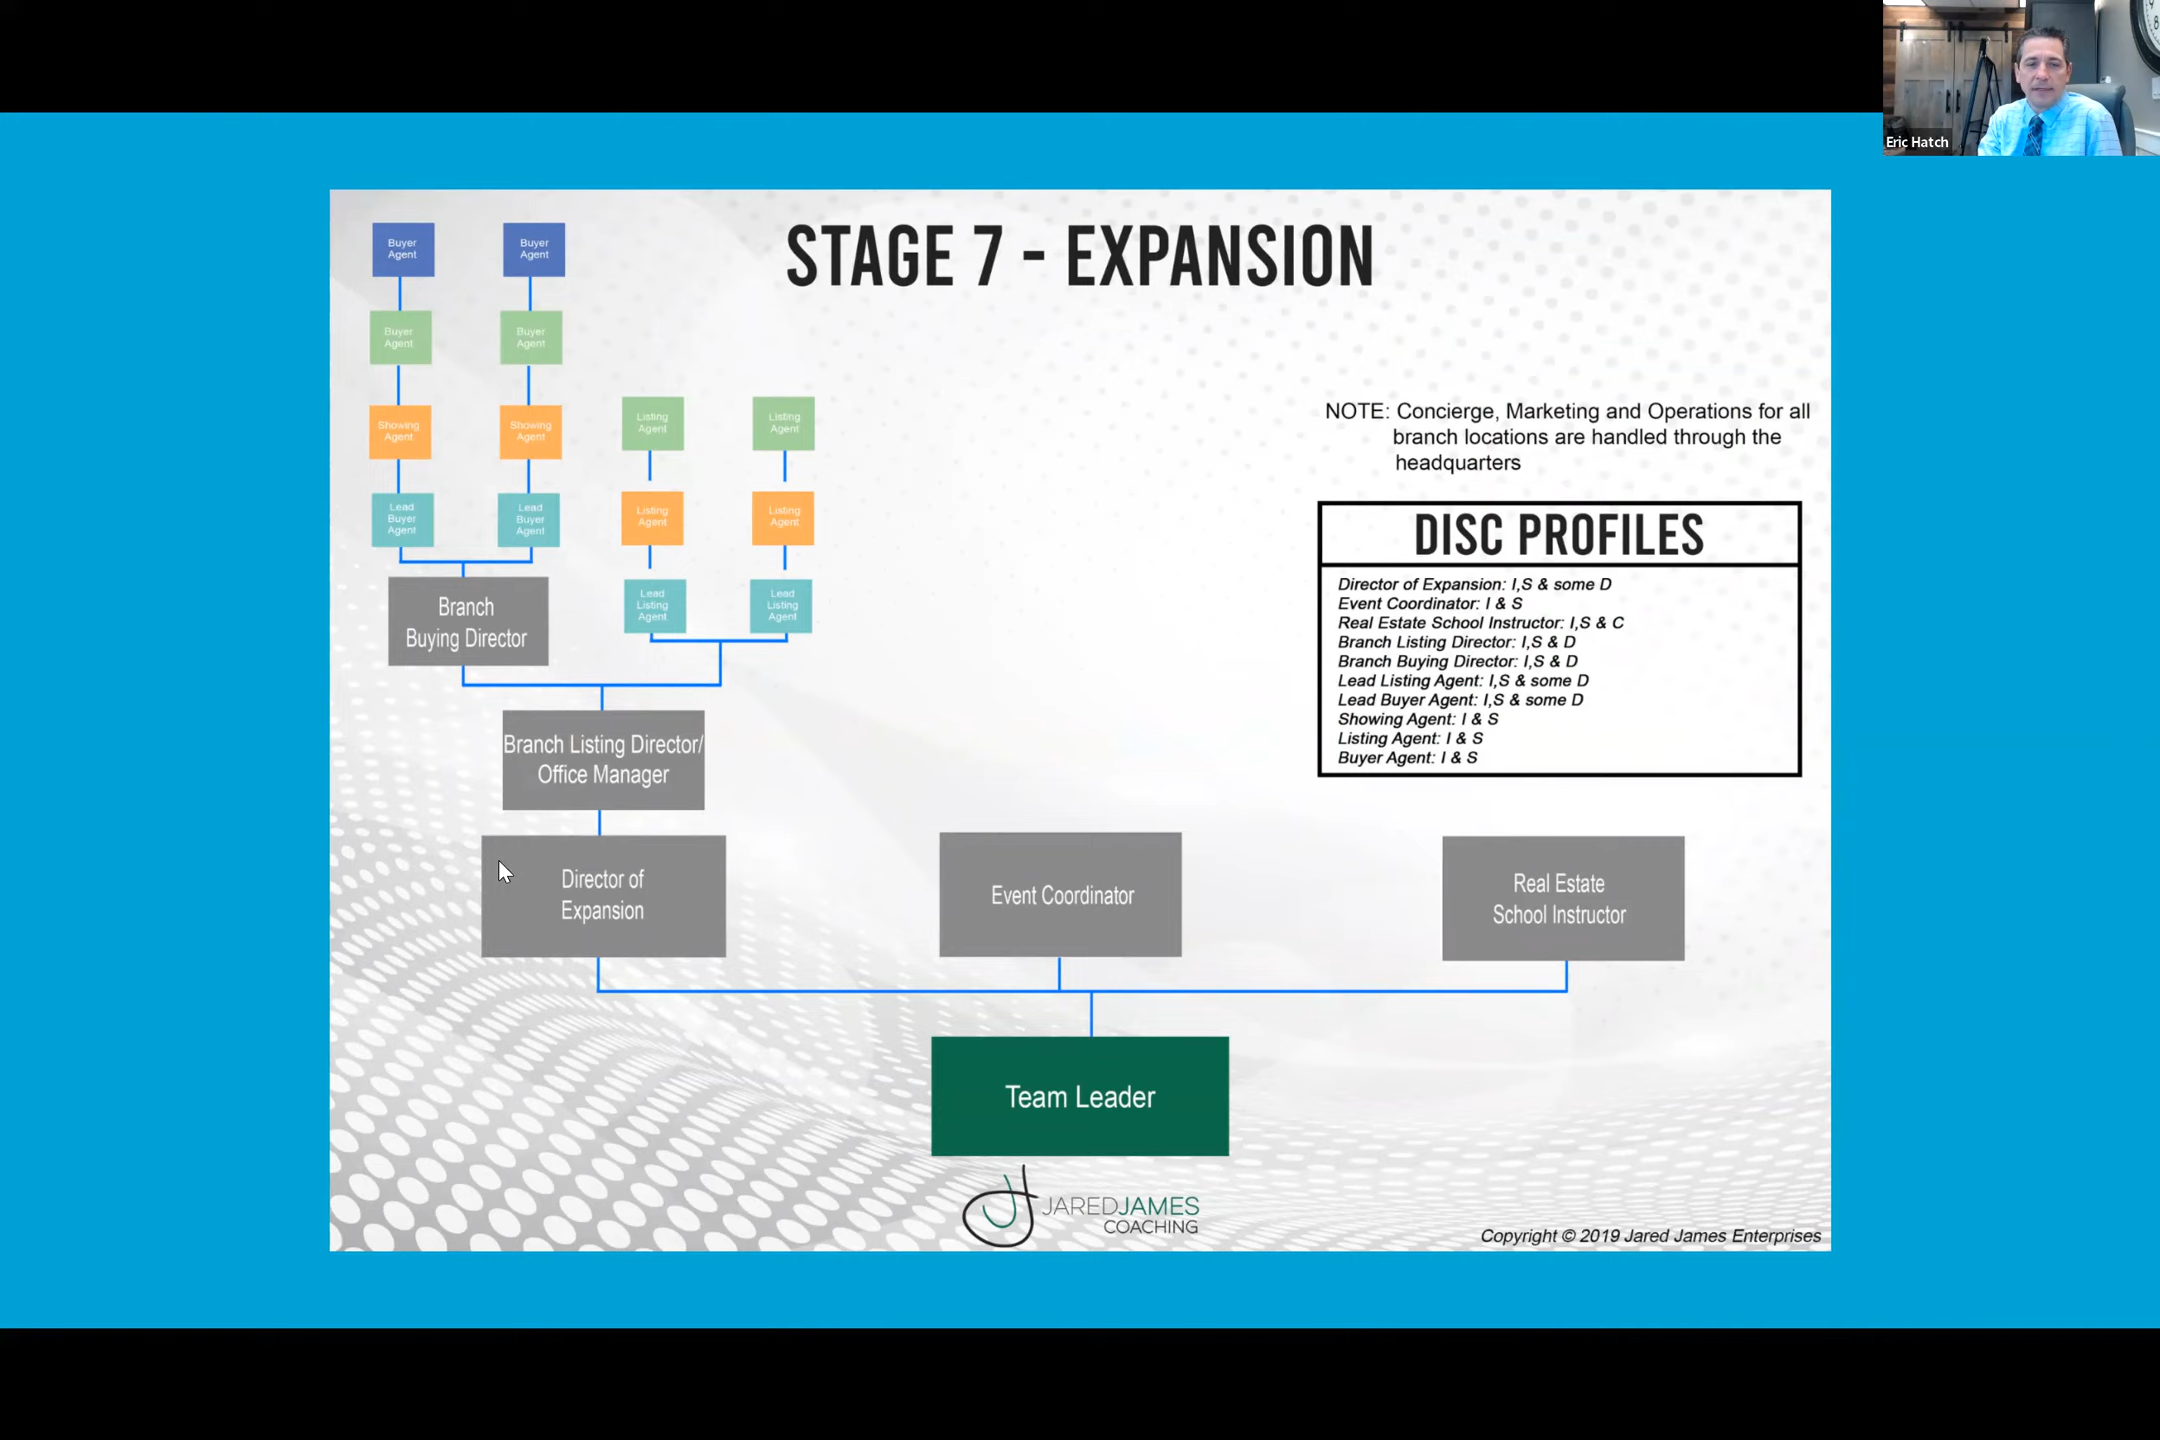 Eric Hatch
STAGE 7 - EXPANSION
Buyer
Agent
Buyer
Agent
Buyer
Agent
Buyer
Agent
Showing
Agent
Showing
Agent
Listing
Agent
Listing
Agent
Lead
Buyer
Agent
Lead
Buyer
Agent
Listing
Agent
Listing
Agent
Lead
Listing
Agent
Lead
Listing
Agent
Branch
Buying Director
Branch Listing Director/
Office Manager
Director of
Expansion
Event Coordinator
Real Estate
School Instructor
Team Leader
NOTE: Concierge, Marketing and Operations for all
branch locations are handled through the
headquarters
DISC PROFILES
Director of Expansion: I,S & some D
Event Coordinator: I & S
Real Estate School Instructor: I,S & C
Branch Listing Director: I,S & D
Branch Buying Director: I,S & D
Lead Listing Agent: I,S & some D
Lead Buyer Agent: I,S & some D
Showing Agent: I & S
Listing Agent: I & S
Buyer Agent: I & S
JAREDJAMES
COACHING
Copyright © 2019 Jared James Enterprises